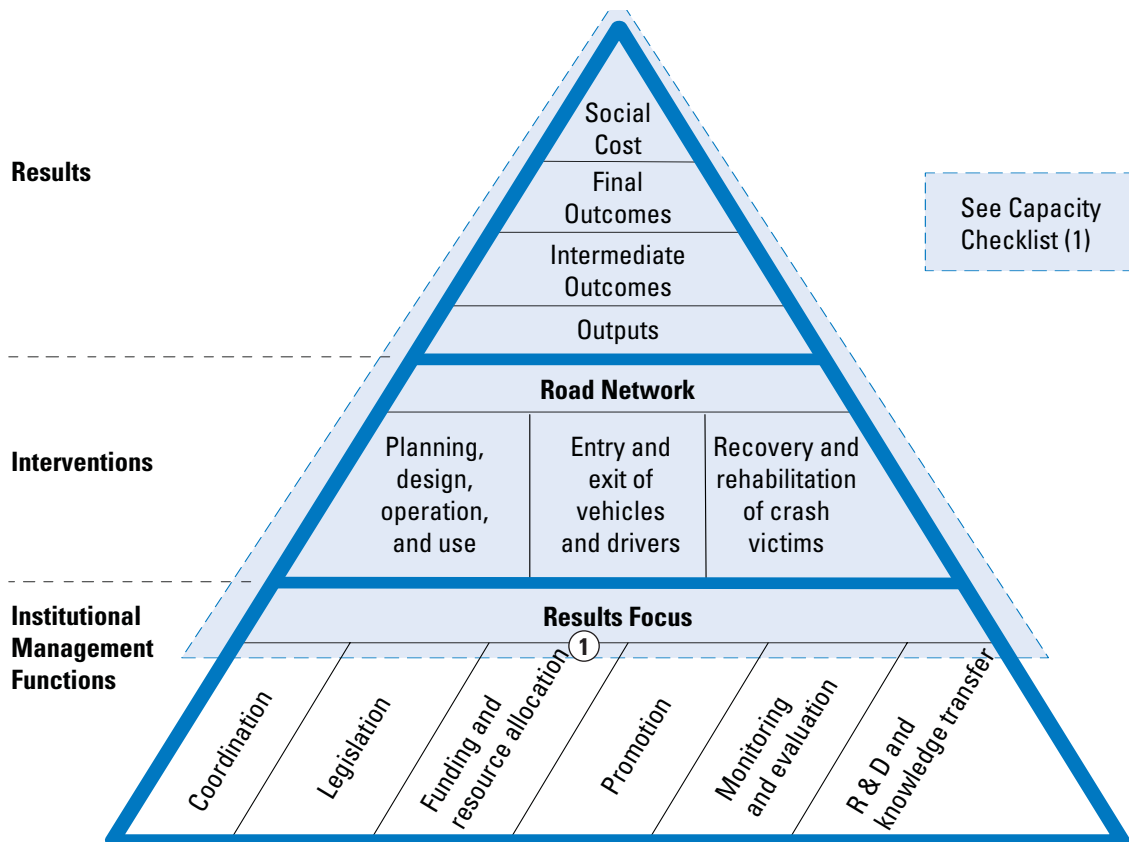 Results
Social
Cost
Final
Outcomes
Intermediate
Outcomes
Outputs
See Capacity
Checklist (1)
Interventions
Road Network
Planning,
design,
operation,
and use
Entry and
exit of
vehicles
and drivers
Recovery and
rehabilitation
of crash
victims
Institutional
Management
Functions
Results Focus
1
Coordination
Legislation
Funding and
resource allocation
Promotion
Monitoring
and evaluation
R & D and
knowledge transfer